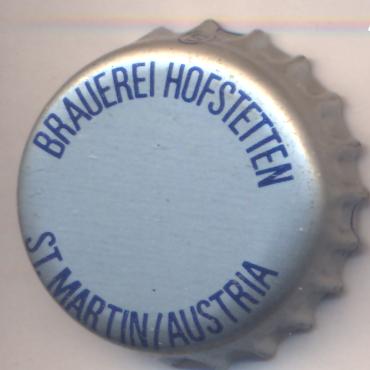 BRAUEREI HOFSTETTEN
ST. MARTIN/AUSTRIA